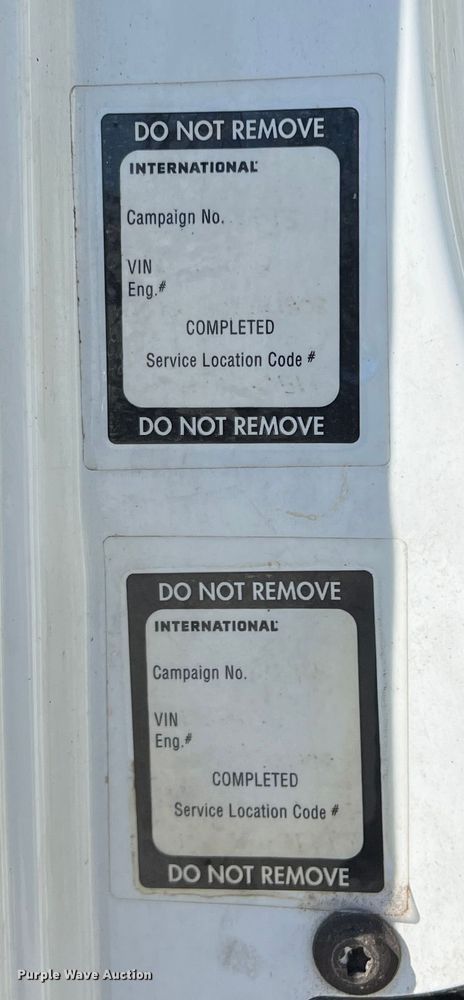 DO NOT REMOVE
INTERNATIONAL
Campaign No.
VIN
Eng.#
COMPLETED
Service Location Code #
DO NOT REMOVE
DO NOT REMOVE
INTERNATIONAL
Campaign No.
VIN
Eng.#
COMPLETED
Service Location Code #
DO NOT REMOVE
Purple Wave Auction